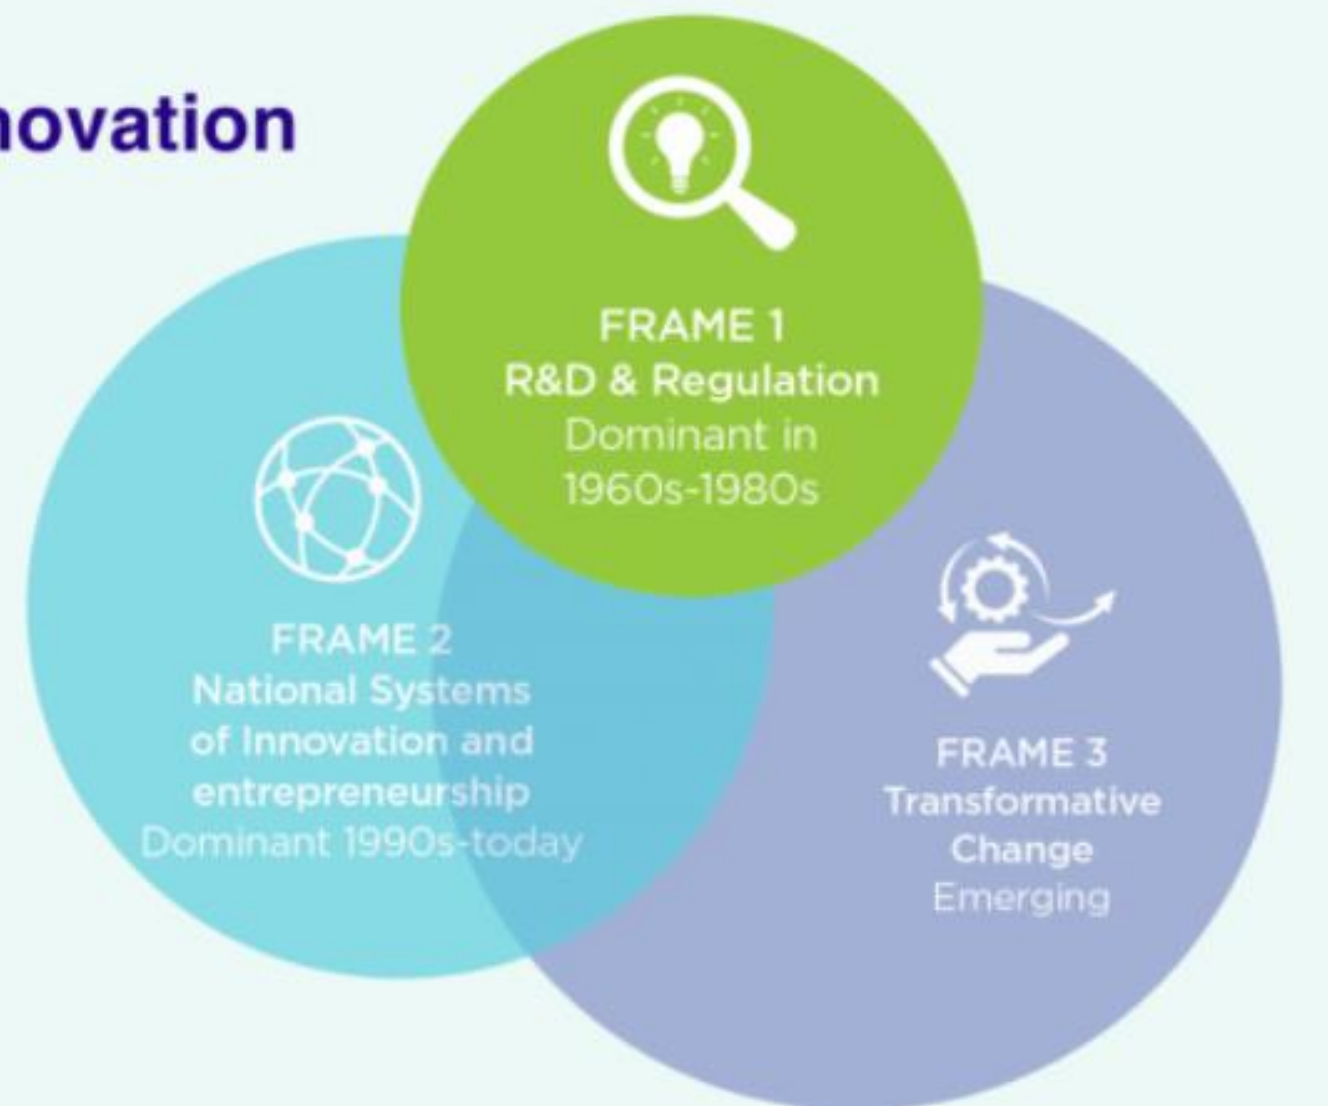 novation
FRAME 1
R&D & Regulation
Dominant in
1960s-1980s
FRAME 2
National Systems
of Innovation and
entrepreneurship
Dominant 1990s-today
FRAME 3
Transformative
Change
Emerging